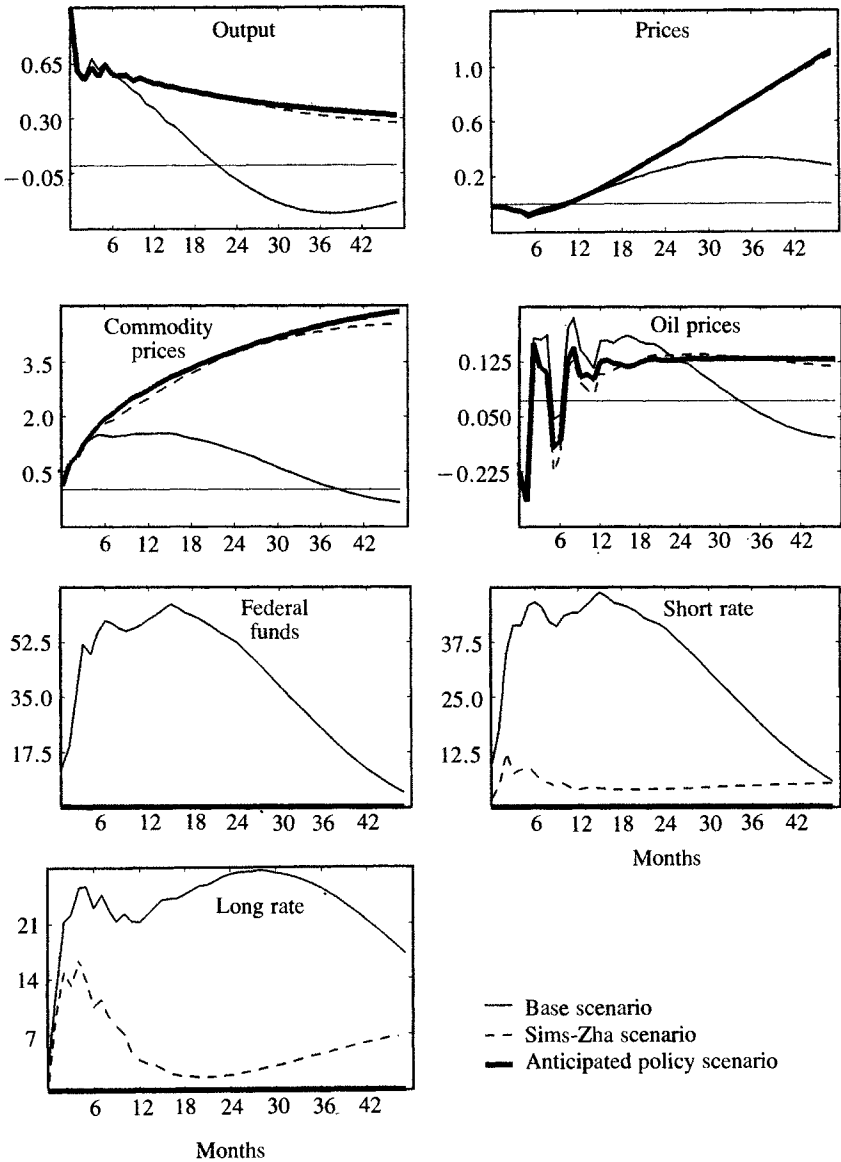 Output
0.65
0.30
−0.05
6 12 18 24 30 36 42
Prices
1.0
0.6
0.2
6 12 18 24 30 36 42
Commodity
prices
3.5
2.0
0.5
6 12 18 24 30 36 42
Oil prices
0.125
0.050
−0.225
6 12 18 24 30 36 42
Federal
funds
52.5
35.0
17.5
6 12 18 24 30 36 42
Short rate
37.5
25.0
12.5
6 12 18 24 30 36 42
Months
Long rate
21
14
7
6 12 18 24 30 36 42
Months
Base scenario
Sims-Zha scenario
Anticipated policy scenario